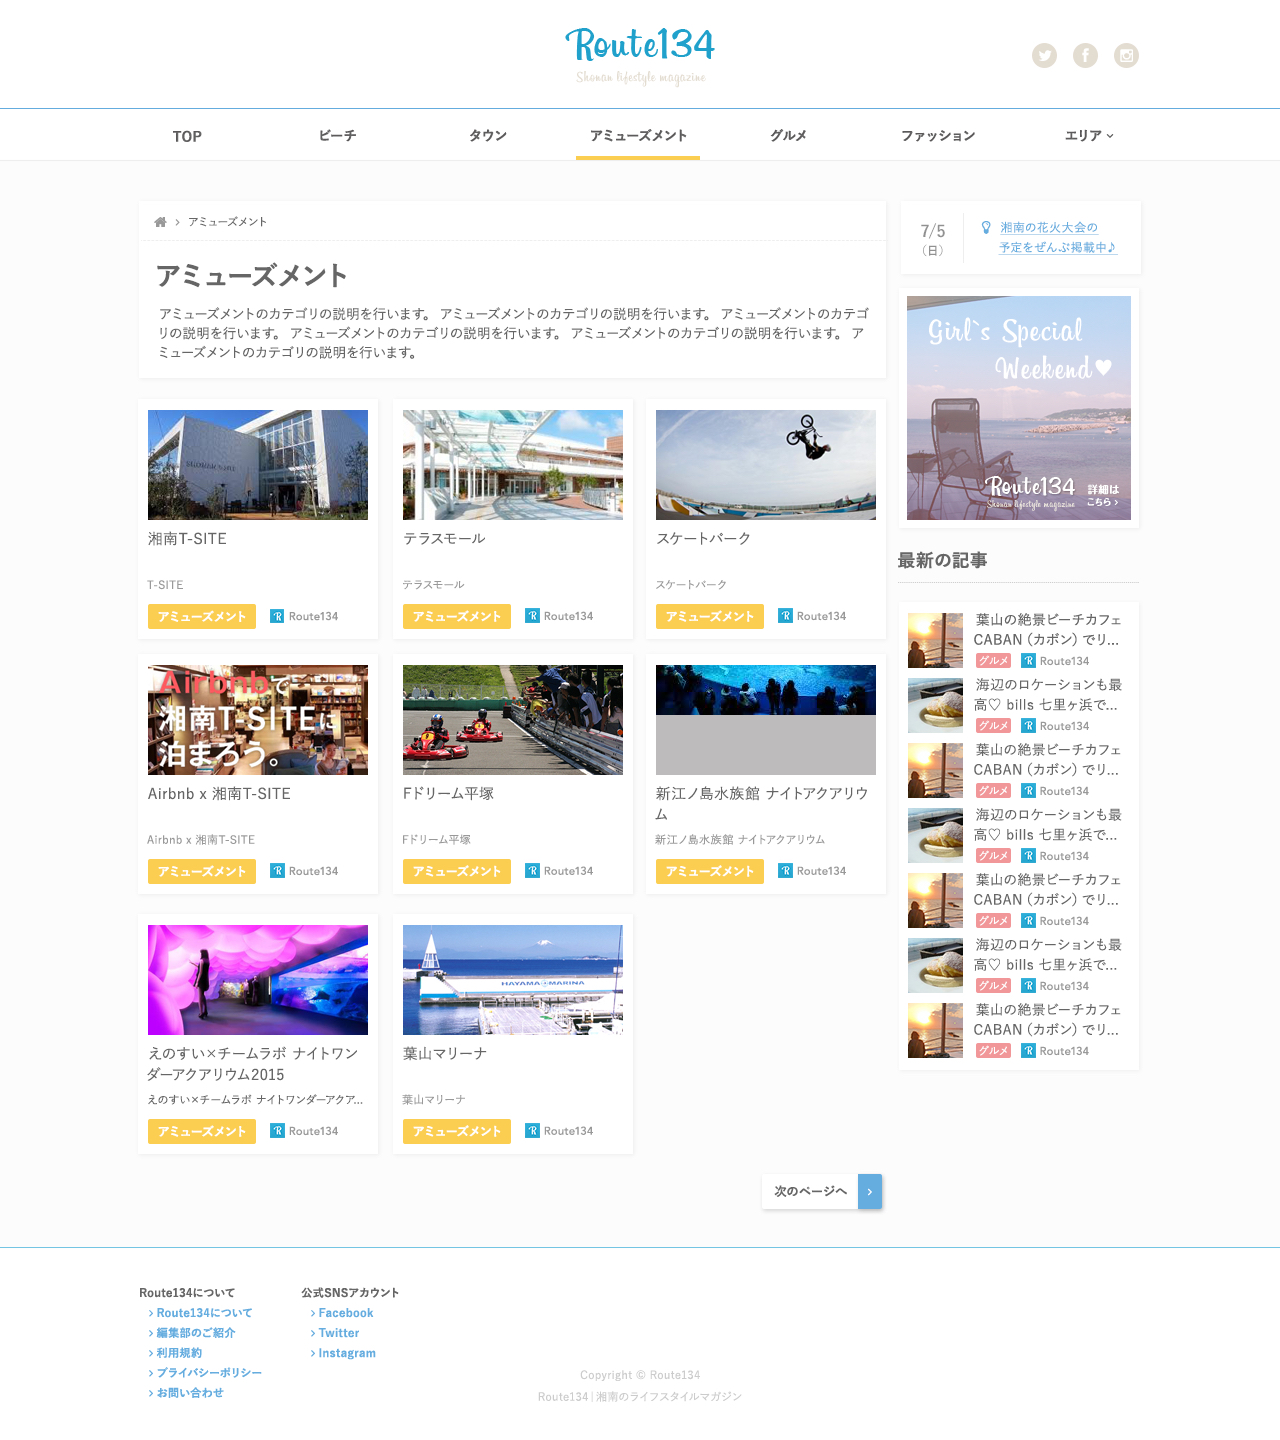 Route134
Shonan lifestyle magazine
TOP
ビーチ
タウン
アミューズメント
グルメ
ファッション
エリア
アミューズメント
アミューズメント
アミューズメントのカテゴリの説明を行います。 アミューズメントのカテゴリの説明を行います。 アミューズメントのカテゴ
リの説明を行います。 アミューズメントのカテゴリの説明を行います。 アミューズメントのカテゴリの説明を行います。 ア
ミューズメントのカテゴリの説明を行います。
SHONAN T-SITE
湘南T-SITE
T-SITE
アミューズメント
Route134
テラスモール
テラスモール
アミューズメント
Route134
スケートパーク
スケートパーク
アミューズメント
Route134
Airbnbで
湘南T-SITEに
泊まろう。
Airbnb x 湘南T-SITE
Airbnb x 湘南T-SITE
アミューズメント
Route134
Fドリーム平塚
Fドリーム平塚
アミューズメント
Route134
新江ノ島水族館 ナイトアクアリウ
ム
新江ノ島水族館 ナイトアクアリウム
アミューズメント
Route134
えのすい×チームラボ ナイトワン
ダーアクアリウム2015
えのすい×チームラボ ナイトワンダーアクア...
アミューズメント
Route134
HAYAMA MARINA
葉山マリーナ
葉山マリーナ
アミューズメント
Route134
次のページへ
7/5
（日）
湘南の花火大会の
予定をぜんぶ掲載中♪
Girl`s Special
Weekend♥
Route134
Shonan lifestyle magazine
詳細は
こちら
最新の記事
葉山の絶景ビーチカフェ
CABAN（カボン）でリ...
グルメ
Route134
海辺のロケーションも最
高♡ bills 七里ヶ浜で...
グルメ
Route134
葉山の絶景ビーチカフェ
CABAN（カボン）でリ...
グルメ
Route134
海辺のロケーションも最
高♡ bills 七里ヶ浜で...
グルメ
Route134
葉山の絶景ビーチカフェ
CABAN（カボン）でリ...
グルメ
Route134
海辺のロケーションも最
高♡ bills 七里ヶ浜で...
グルメ
Route134
葉山の絶景ビーチカフェ
CABAN（カボン）でリ...
グルメ
Route134
Route134について
Route134について
編集部のご紹介
利用規約
プライバシーポリシー
お問い合わせ
公式SNSアカウント
Facebook
Twitter
Instagram
Copyright © Route134
Route134 | 湘南のライフスタイルマガジン